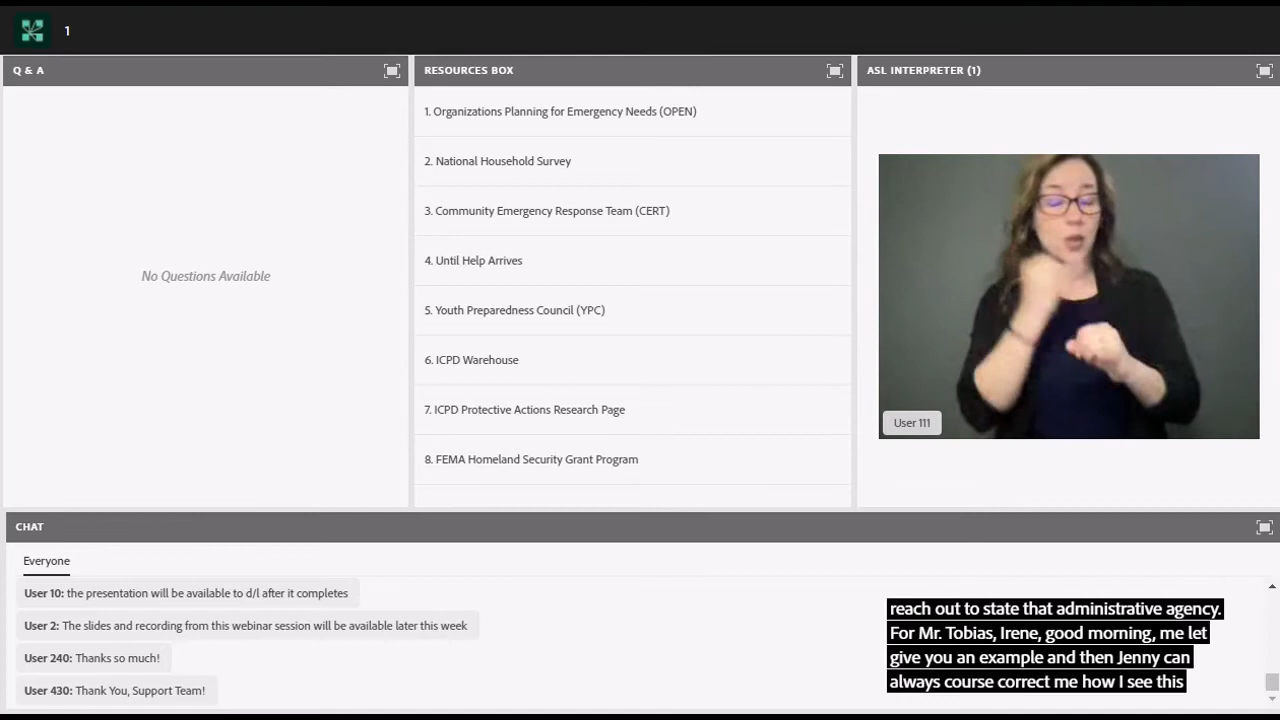 1
Q & A
No Questions Available
RESOURCES BOX
1. Organizations Planning for Emergency Needs (OPEN)
2. National Household Survey
3. Community Emergency Response Team (CERT)
4. Until Help Arrives
5. Youth Preparedness Council (YPC)
6. ICPD Warehouse
7. ICPD Protective Actions Research Page
8. FEMA Homeland Security Grant Program
ASL INTERPRETER (1)
User 111
CHAT
Everyone
User 10: the presentation will be available to d/l after it completes
User 2: The slides and recording from this webinar session will be available later this week
User 240: Thanks so much!
User 430: Thank You, Support Team!
reach out to state that administrative agency.
For Mr. Tobias, Irene, good morning, me let
give you an example and then Jenny can
always course correct me how I see this